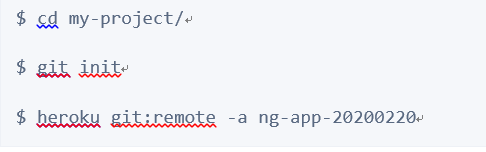 $ cd my-project/
$ git init
$ heroku git:remote -a ng-app-20200220